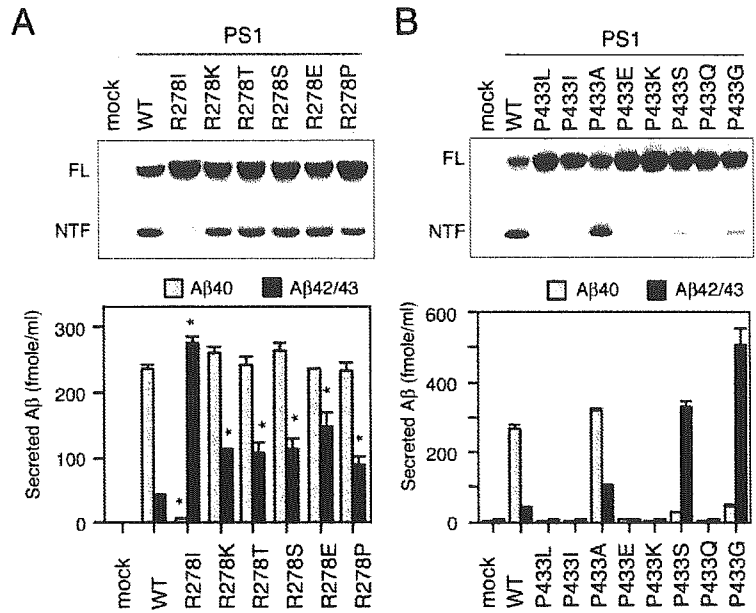 A
PS1
mock
WT
R278I
R278K
R278T
R278S
R278E
R278P
FL
NTF
Aβ40
Aβ42/43
Secreted Aβ (fmole/ml)
300
200
100
0
*
*
*
*
*
*
*
mock
WT
R278I
R278K
R278T
R278S
R278E
R278P
B
PS1
mock
WT
P433L
P433I
P433A
P433E
P433K
P433S
P433Q
P433G
FL
NTF
Aβ40
Aβ42/43
Secreted Aβ (fmole/ml)
600
400
200
0
mock
WT
P433L
P433I
P433A
P433E
P433K
P433S
P433Q
P433G